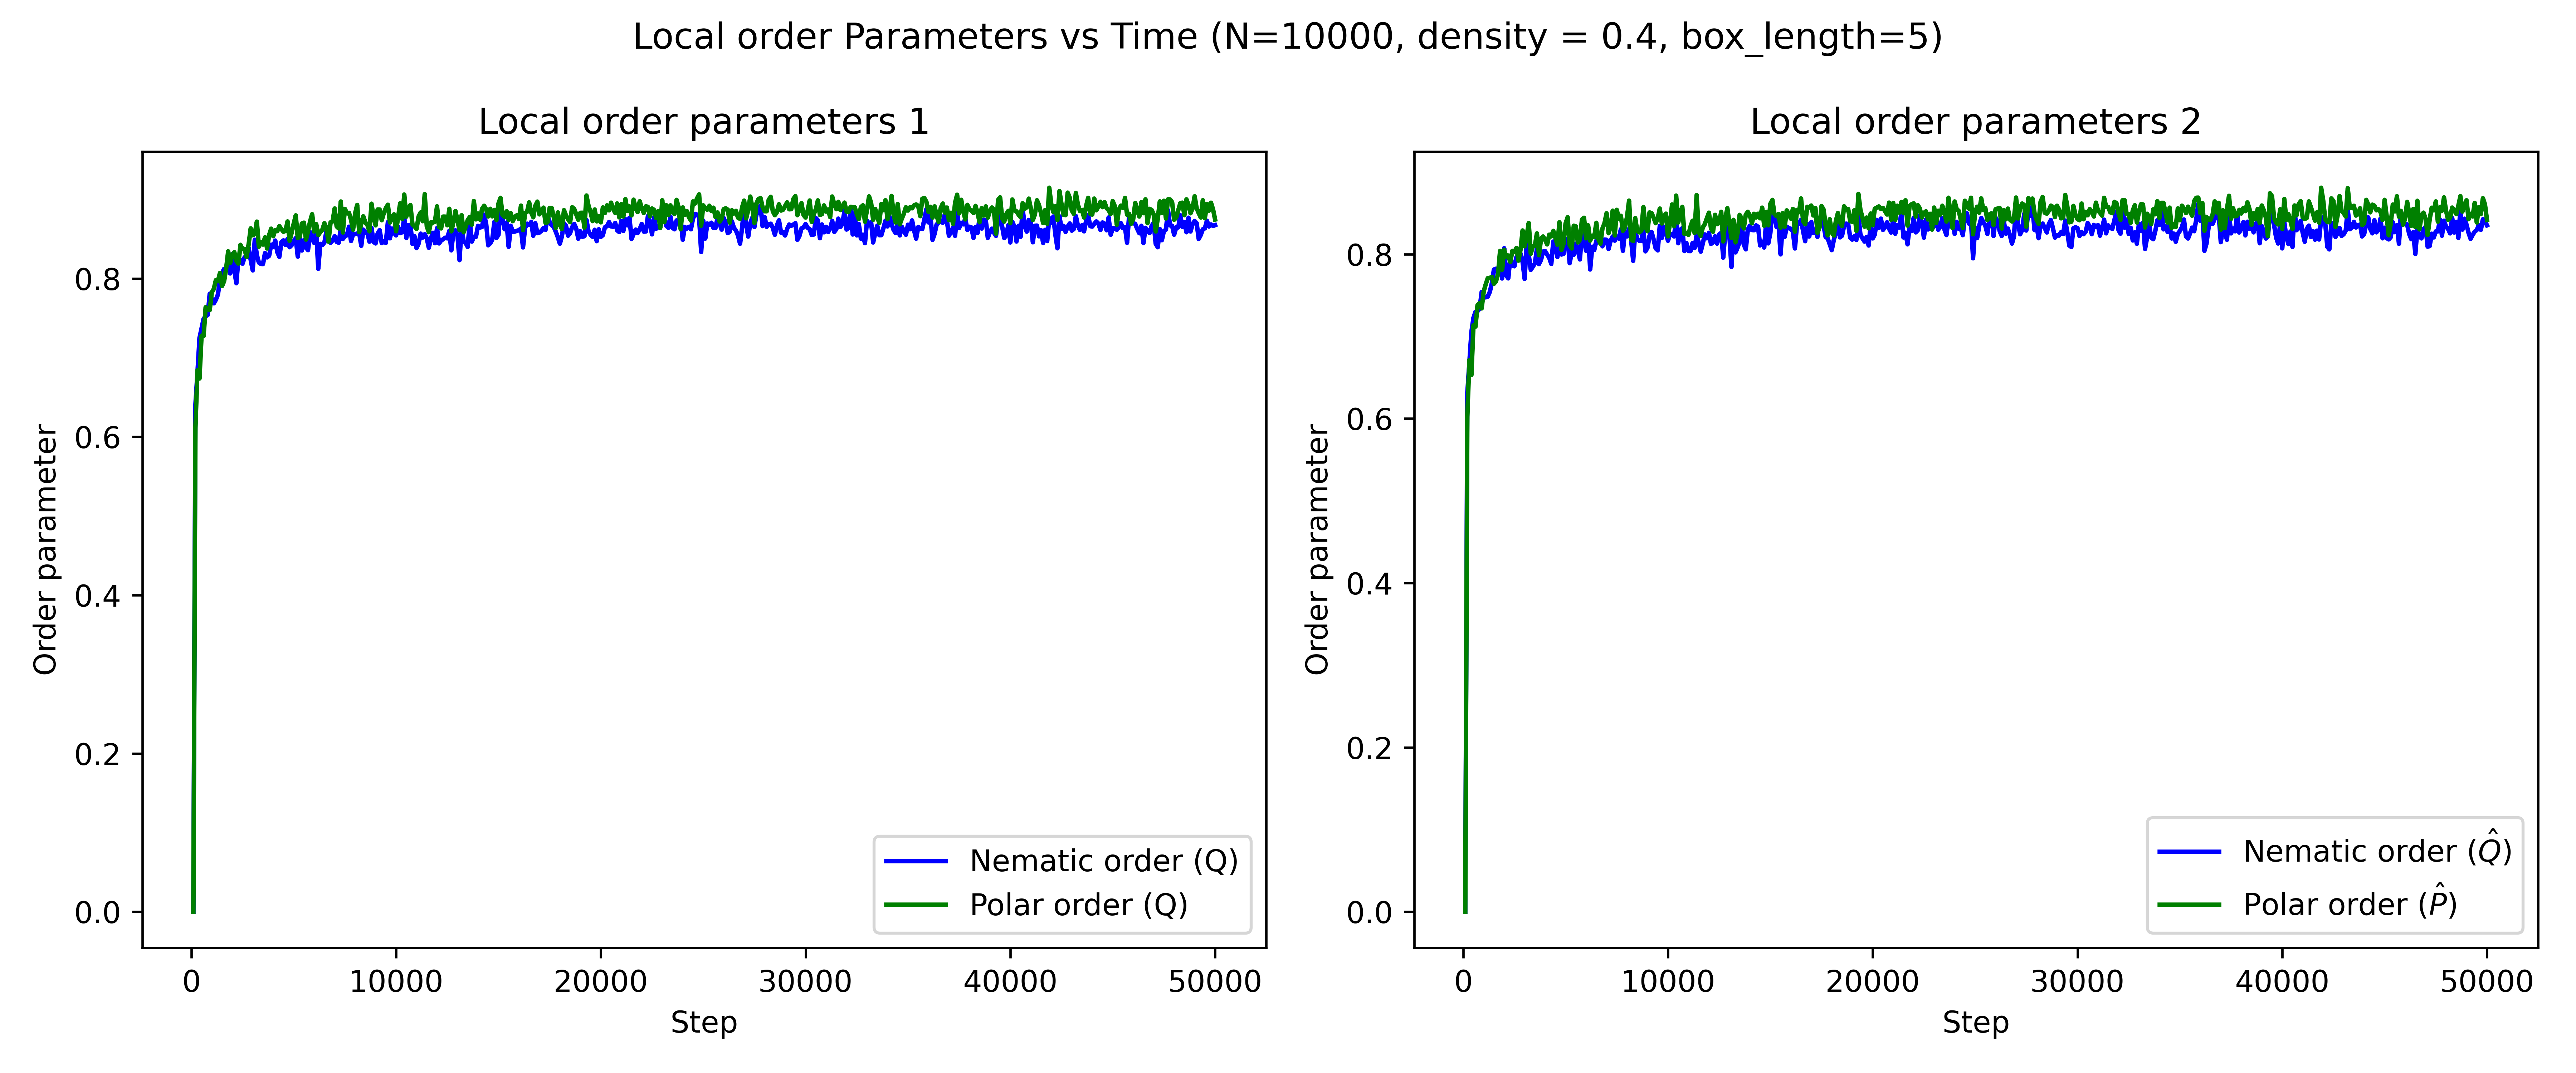 Local order Parameters vs Time (N=10000, density = 0.4, box_length=5)
Local order parameters 1
Order parameter
0.8
0.6
0.4
0.2
0.0
Nematic order (Q)
Polar order (Q)
0 10000 20000 30000 40000 50000
Step
Local order parameters 2
Order parameter
0.8
0.6
0.4
0.2
0.0
Nematic order (Q̂)
Polar order (P̂)
0 10000 20000 30000 40000 50000
Step